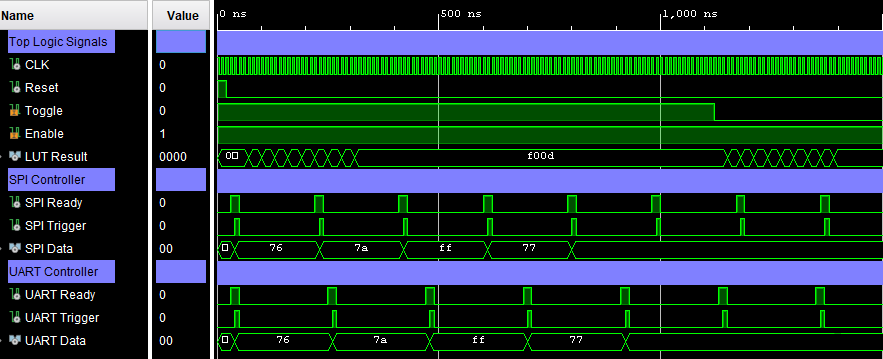 Name Value 0 ns 500 ns 1,000 ns
Top Logic Signals
CLK 0
Reset 0
Toggle 0
Enable 1
LUT Result 0000 00 f00d
SPI Controller
SPI Ready 0
SPI Trigger 0
SPI Data 00 76 7a ff 77
UART Controller
UART Ready 0
UART Trigger 0
UART Data 00 76 7a ff 77